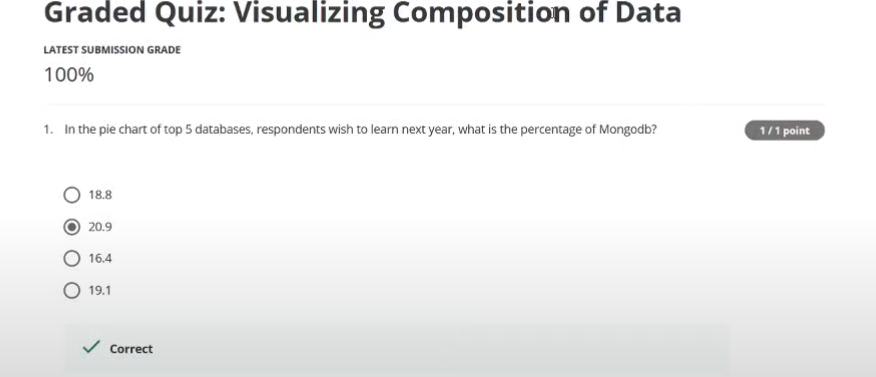 Graded Quiz: Visualizing Composition of Data
LATEST SUBMISSION GRADE
100%
1. In the pie chart of top 5 databases, respondents wish to learn next year, what is the percentage of Mongodb?
1 / 1 point
18.8
20.9
16.4
19.1
Correct